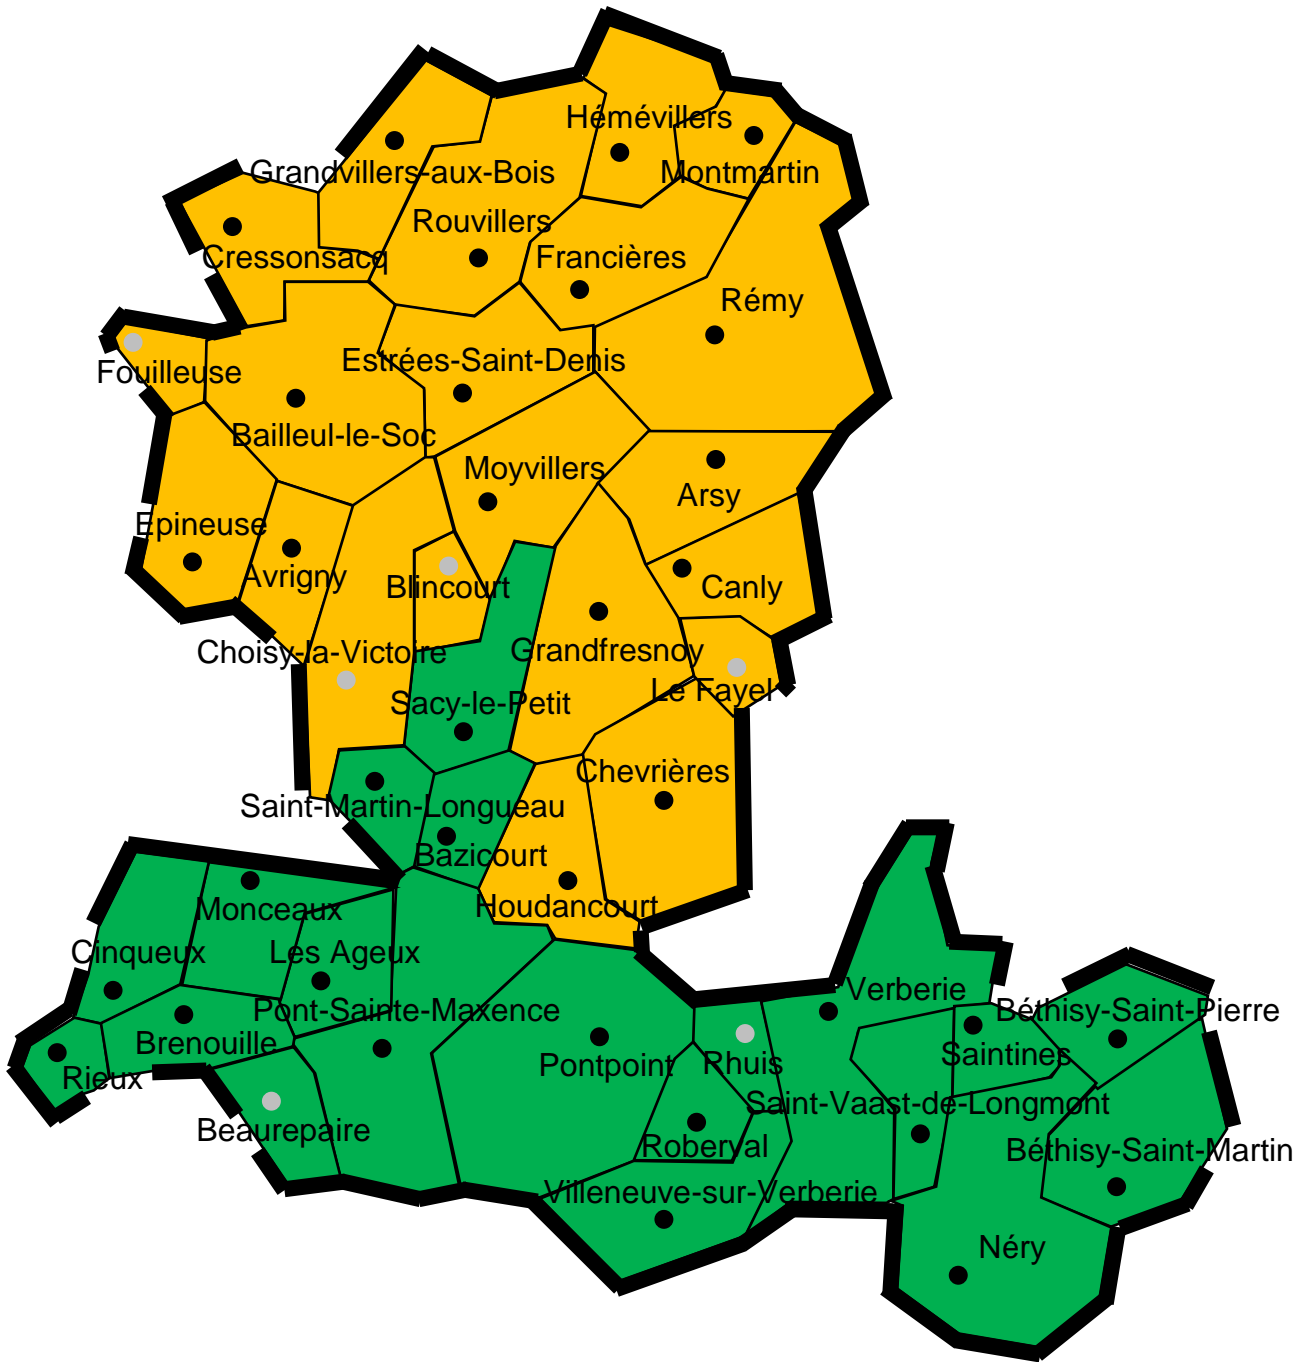 Hémévillers
Grandvillers-aux-Bois
Montmartin
Rouvillers
Cressonsacq
Francières
Rémy
Estrées-Saint-Denis
Fouilleuse
Bailleul-le-Soc
Moyvillers
Arsy
Epineuse
Avrigny
Blincourt
Canly
Choisy-la-Victoire
Grandfresnoy
Le Fayel
Sacy-le-Petit
Chevrières
Saint-Martin-Longueau
Bazicourt
Houdancourt
Monceaux
Cinqueux
Les Ageux
Verberie
Pont-Sainte-Maxence
Béthisy-Saint-Pierre
Brenouille
Saintines
Pontpoint
Rhuis
Rieux
Saint-Vaast-de-Longmont
Beaurepaire
Roberval
Béthisy-Saint-Martin
Villeneuve-sur-Verberie
Néry